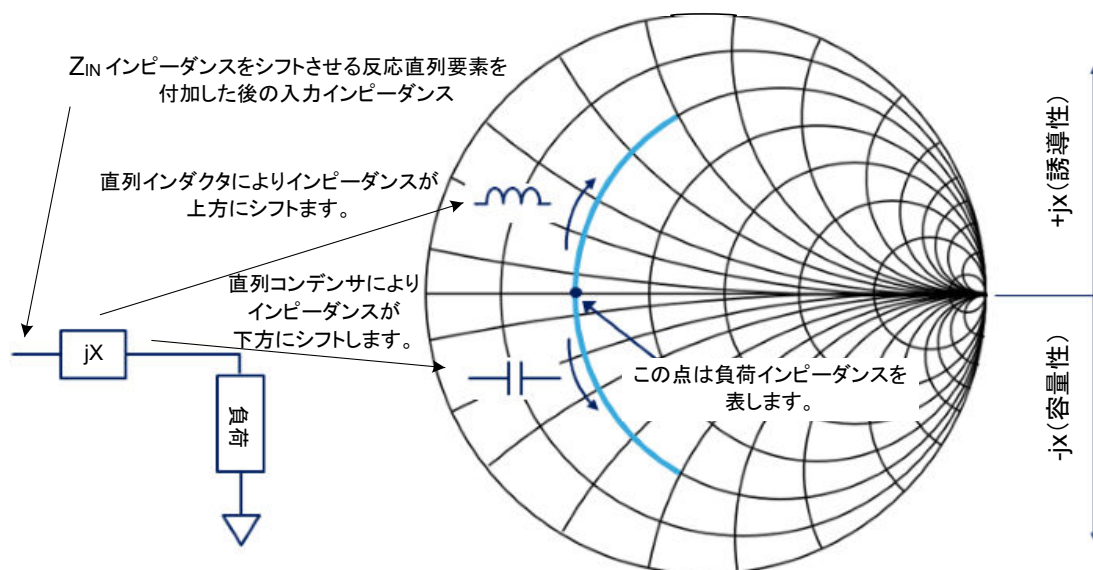 ZIN インピーダンスをシフトさせる反応直列要素を
付加した後の入力インピーダンス
直列インダクタによりインピーダンスが
上方にシフトます。
直列コンデンサにより
インピーダンスが
下方にシフトします。
jX
負荷
この点は負荷インピーダンスを
表します。
+jx(誘導性)
-jx(容量性)